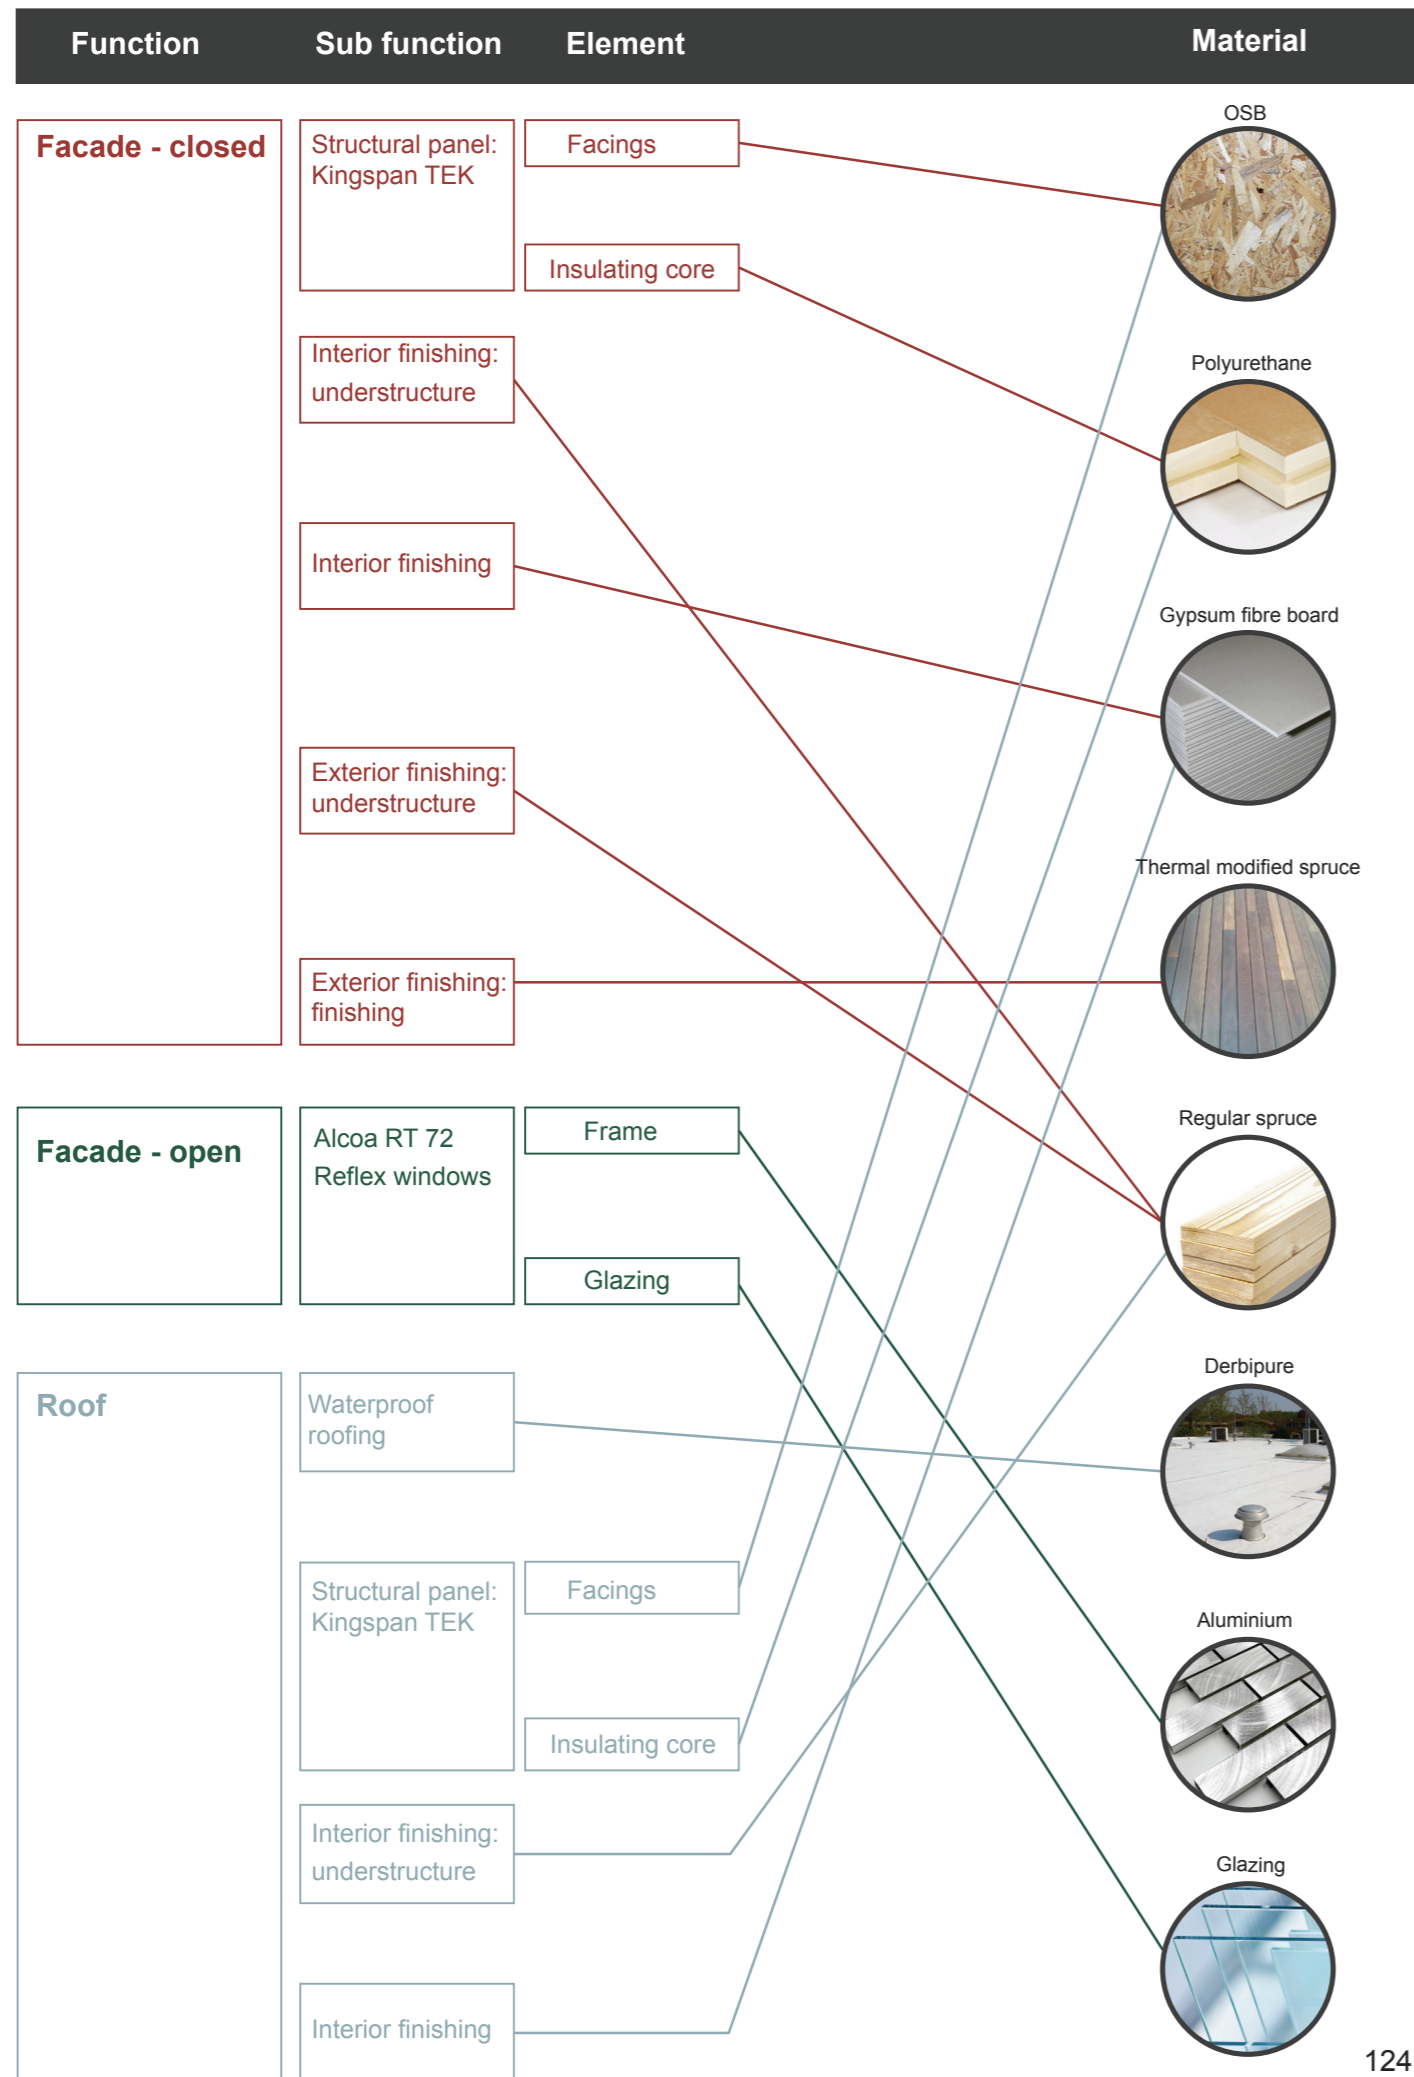 Function Sub function Element Material
Facade - closed
Structural panel:
Kingspan TEK
Facings
Insulating core
Interior finishing:
understructure
Interior finishing
Exterior finishing:
understructure
Exterior finishing:
finishing
Facade - open
Alcoa RT 72
Reflex windows
Frame
Glazing
Roof
Waterproof
roofing
Structural panel:
Kingspan TEK
Facings
Insulating core
Interior finishing:
understructure
Interior finishing
OSB
Polyurethane
Gypsum fibre board
Thermal modified spruce
Regular spruce
Derbipure
Aluminium
Glazing
124